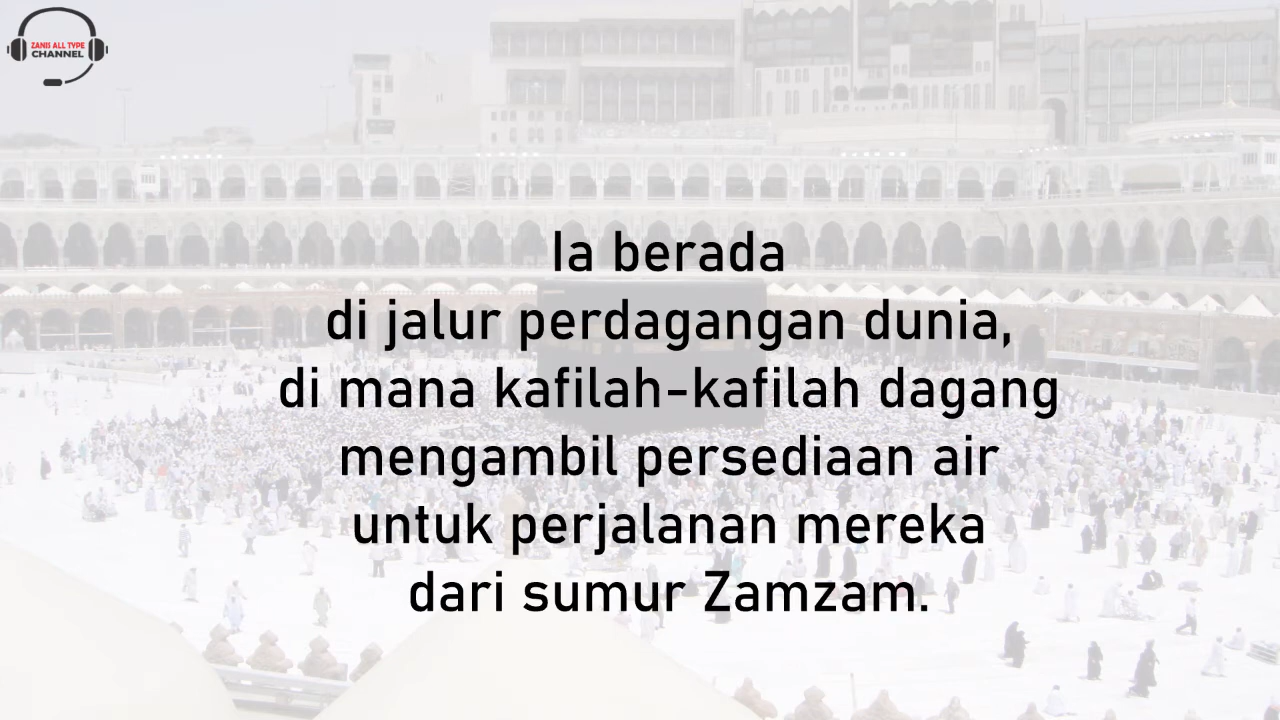 ZANIS ALL TYPE
CHANNEL
Ia berada
di jalur perdagangan dunia,
di mana kafilah-kafilah dagang
mengambil persediaan air
untuk perjalanan mereka
dari sumur Zamzam.